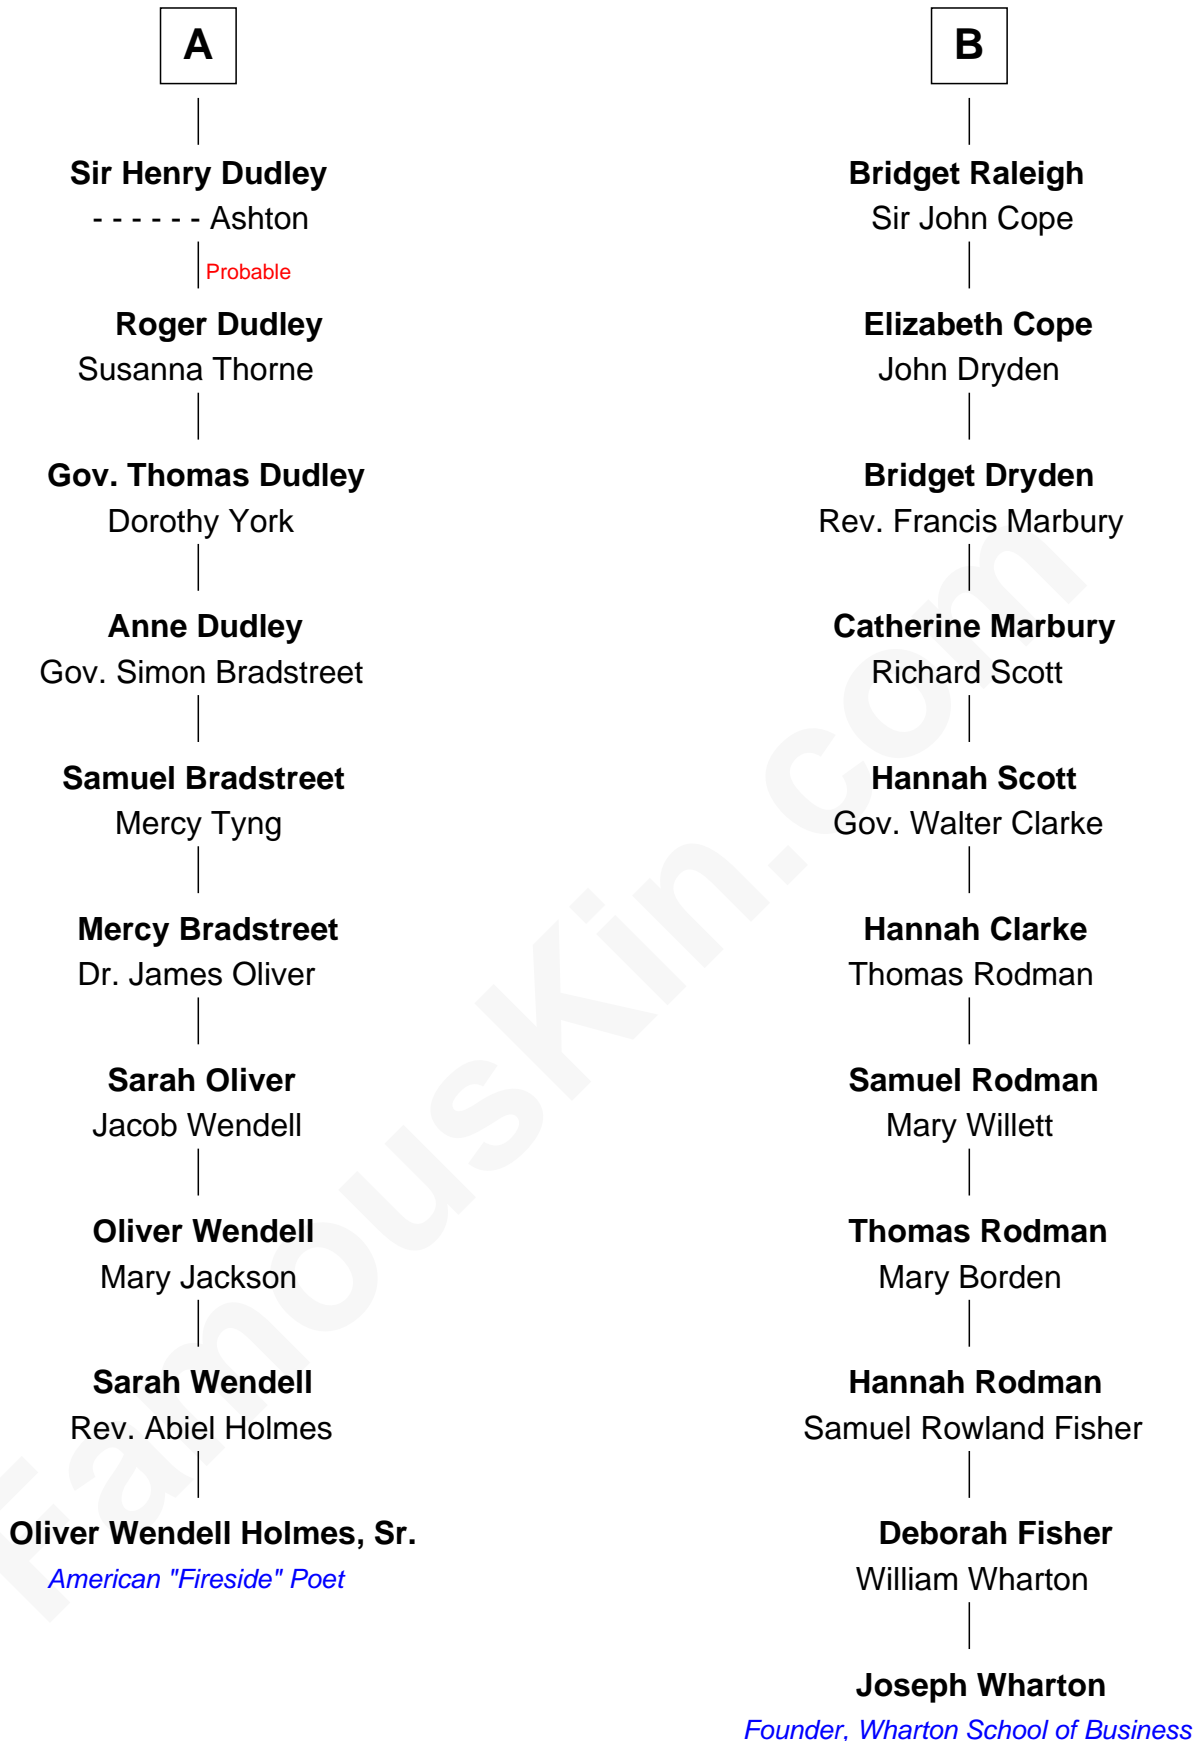 A
Sir Henry Dudley
- - - - - - Ashton
Probable
Roger Dudley
Susanna Thorne
Gov. Thomas Dudley
Dorothy York
Anne Dudley
Gov. Simon Bradstreet
Samuel Bradstreet
Mercy Tyng
Mercy Bradstreet
Dr. James Oliver
Sarah Oliver
Jacob Wendell
Oliver Wendell
Mary Jackson
Sarah Wendell
Rev. Abiel Holmes
Oliver Wendell Holmes, Sr.
American "Fireside" Poet
B
Bridget Raleigh
Sir John Cope
Elizabeth Cope
John Dryden
Bridget Dryden
Rev. Francis Marbury
Catherine Marbury
Richard Scott
Hannah Scott
Gov. Walter Clarke
Hannah Clarke
Thomas Rodman
Samuel Rodman
Mary Willett
Thomas Rodman
Mary Borden
Hannah Rodman
Samuel Rowland Fisher
Deborah Fisher
William Wharton
Joseph Wharton
Founder, Wharton School of Business
FamousKin.com